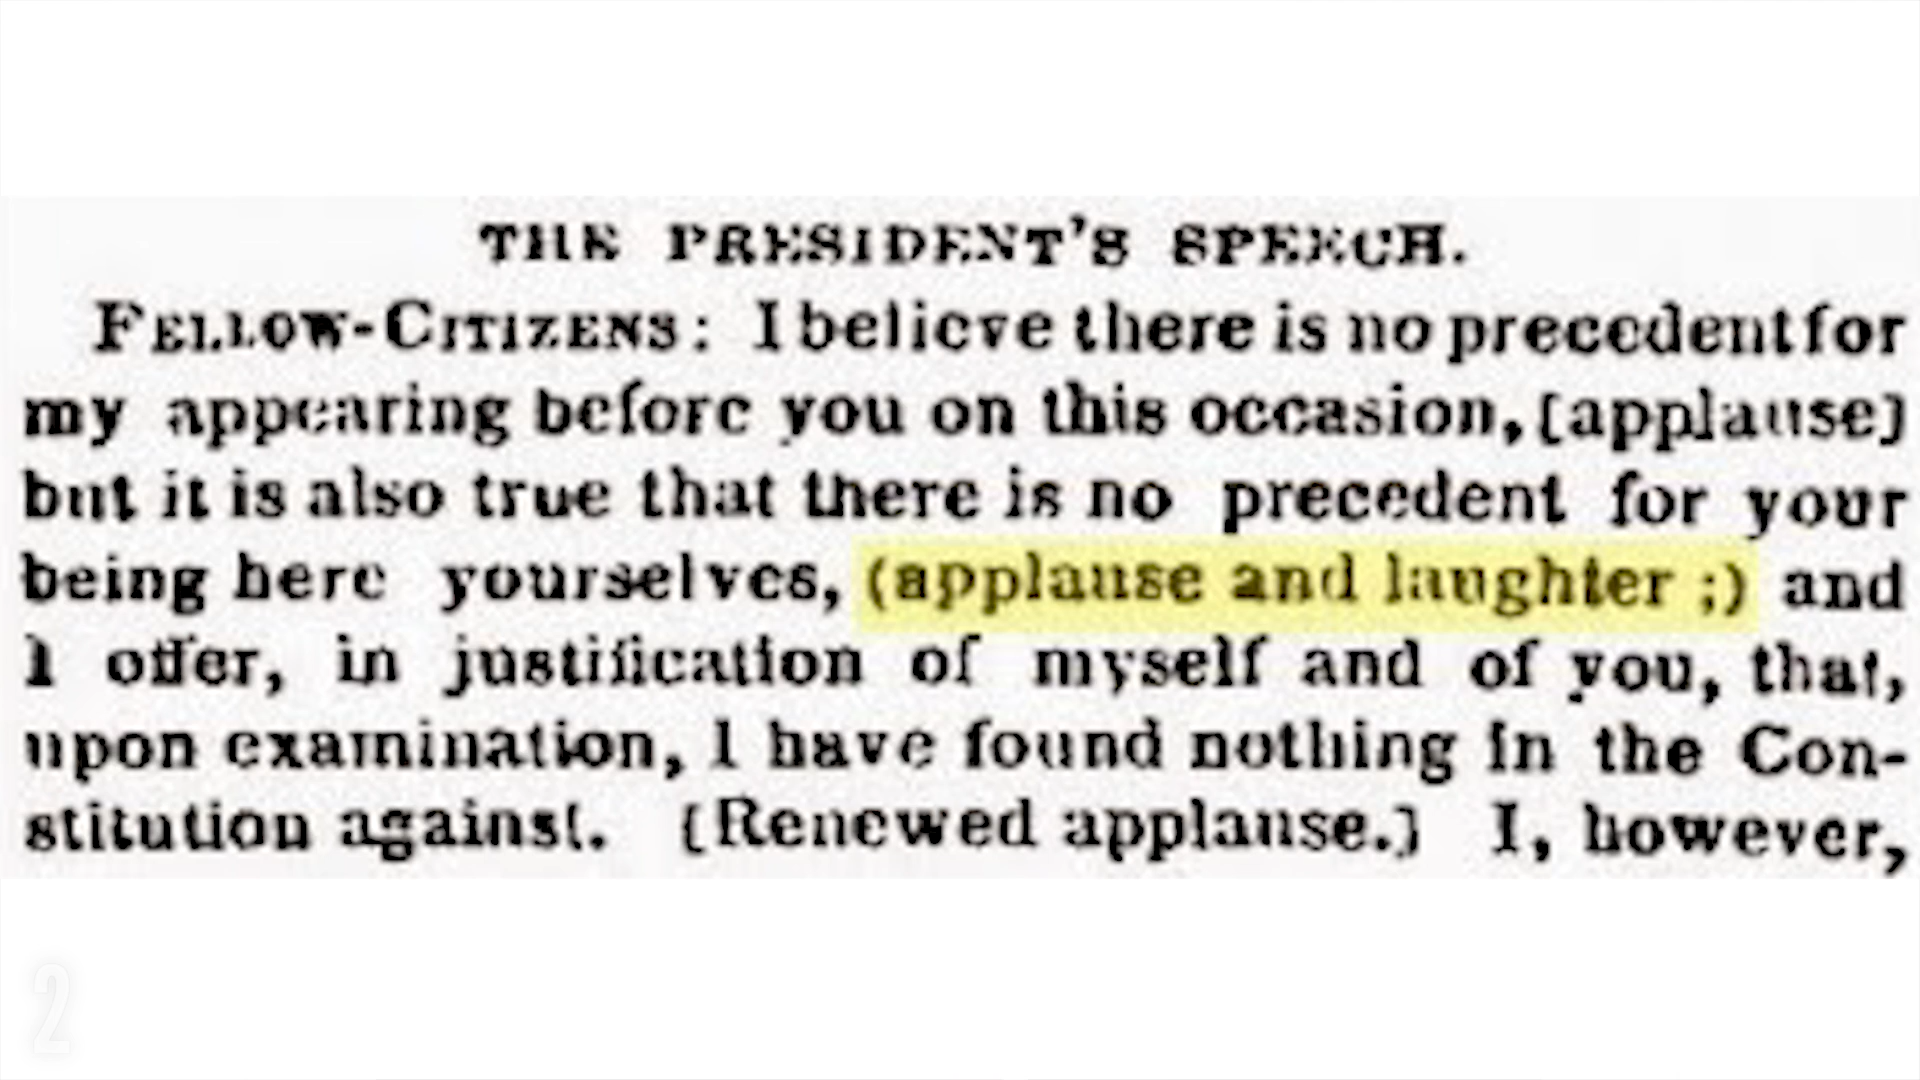 THE PRESIDENT'S SPEECH.
FELLOW-CITIZENS: I believe there is no precedent for
my appearing before you on this occasion, [applause]
but it is also true that there is no precedent for your
being here yourselves, (applause and laughter ;) and
I offer, in justification of myself and of you, that,
upon examination, I have found nothing in the Con-
stitution against. [Renewed applause.] I, however,
2